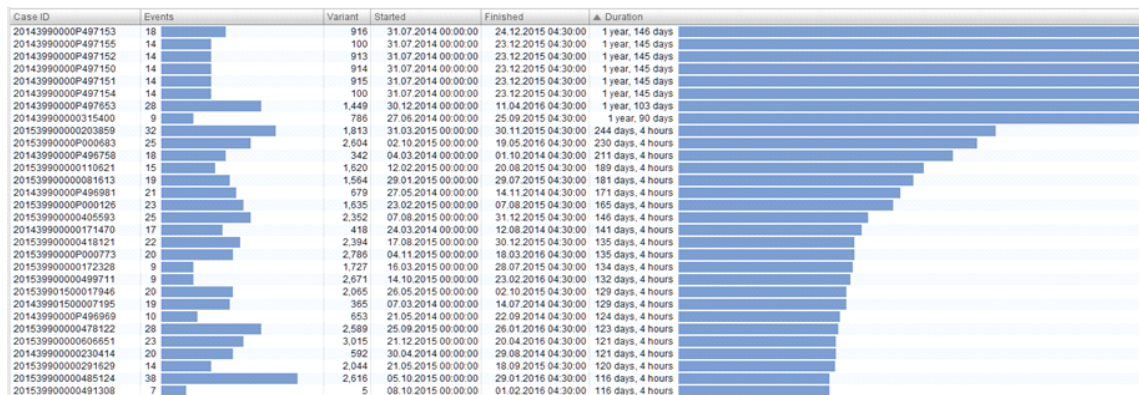 Case ID Events Variant Started Finished ▲ Duration
20143990000P497153 18 916 31.07.2014 00:00:00 24.12.2015 04:30:00 1 year, 146 days
20143990000P497155 14 100 31.07.2014 00:00:00 23.12.2015 04:30:00 1 year, 145 days
20143990000P497152 14 913 31.07.2014 00:00:00 23.12.2015 04:30:00 1 year, 145 days
20143990000P497150 14 914 31.07.2014 00:00:00 23.12.2015 04:30:00 1 year, 145 days
20143990000P497151 14 915 31.07.2014 00:00:00 23.12.2015 04:30:00 1 year, 145 days
20143990000P497154 14 100 31.07.2014 00:00:00 23.12.2015 04:30:00 1 year, 145 days
20143990000P497653 28 1,449 30.12.2014 00:00:00 11.04.2016 04:30:00 1 year, 103 days
201439900000315400 9 786 27.06.2014 00:00:00 25.09.2015 04:30:00 1 year, 90 days
201539900000203859 32 1,813 31.03.2015 00:00:00 30.11.2015 04:30:00 244 days, 4 hours
20153990000P000683 25 2,604 02.10.2015 00:00:00 19.05.2016 04:30:00 230 days, 4 hours
20143990000P496758 18 342 04.03.2014 00:00:00 01.10.2014 04:30:00 211 days, 4 hours
201539900000110621 15 1,620 12.02.2015 00:00:00 20.08.2015 04:30:00 189 days, 4 hours
201539900000081613 19 1,564 29.01.2015 00:00:00 29.07.2015 04:30:00 181 days, 4 hours
20143990000P496981 21 679 27.05.2014 00:00:00 14.11.2014 04:30:00 171 days, 4 hours
20153990000P000126 23 1,635 23.02.2015 00:00:00 07.08.2015 04:30:00 165 days, 4 hours
201539900000405593 25 2,352 07.08.2015 00:00:00 31.12.2015 04:30:00 146 days, 4 hours
201439900000171470 17 418 24.03.2014 00:00:00 12.08.2014 04:30:00 141 days, 4 hours
201539900000418121 22 2,394 17.08.2015 00:00:00 30.12.2015 04:30:00 135 days, 4 hours
20153990000P000773 20 2,786 04.11.2015 00:00:00 18.03.2016 04:30:00 135 days, 4 hours
201539900000172328 9 1,727 16.03.2015 00:00:00 28.07.2015 04:30:00 134 days, 4 hours
201539900000499711 9 2,671 14.10.2015 00:00:00 23.02.2016 04:30:00 132 days, 4 hours
201539901500017946 20 2,065 26.05.2015 00:00:00 02.10.2015 04:30:00 129 days, 4 hours
201439901500007195 19 365 07.03.2014 00:00:00 14.07.2014 04:30:00 129 days, 4 hours
20143990000P496969 10 653 21.05.2014 00:00:00 22.09.2014 04:30:00 124 days, 4 hours
201539900000478122 28 2,589 25.09.2015 00:00:00 26.01.2016 04:30:00 123 days, 4 hours
201539900000606651 23 3,015 21.12.2015 00:00:00 20.04.2016 04:30:00 121 days, 4 hours
201439900000230414 20 592 30.04.2014 00:00:00 29.08.2014 04:30:00 121 days, 4 hours
201539900000291629 14 2,044 21.05.2015 00:00:00 18.09.2015 04:30:00 120 days, 4 hours
201539900000485124 38 2,616 05.10.2015 00:00:00 29.01.2016 04:30:00 116 days, 4 hours
201539900000491308 7 5 08.10.2015 00:00:00 01.02.2016 04:30:00 116 days, 4 hours